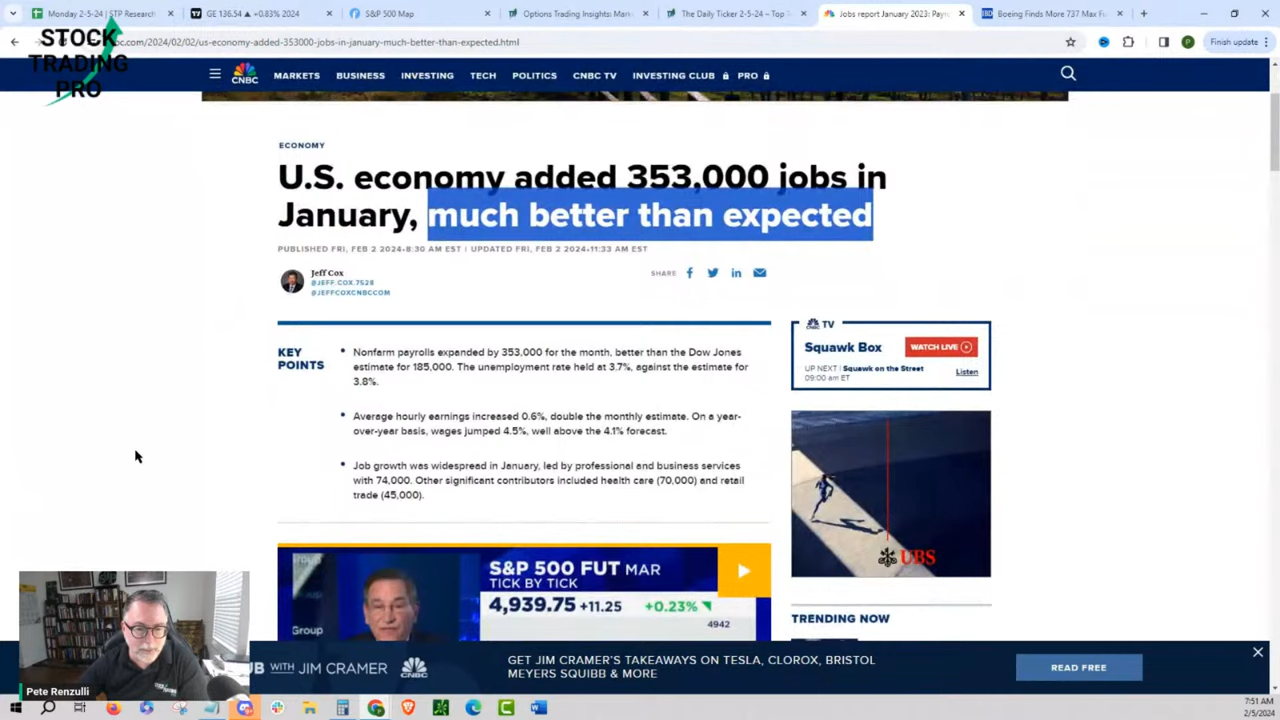 Monday 2-5-24 | STP Research
GE 136.54 ▲ +0.83% 2024
S&P 500 Map
Options Trading Insights: Mark
The Daily Ticker 2-5-24 – Top
Jobs report January 2023: Payro
IBD
Boeing Finds More 737 Max Fu
.com/2024/02/02/us-economy-added-353000-jobs-in-january-much-better-than-expected.html
P
Finish update
STOCK
TRADING
PRO
CNBC
MARKETS
BUSINESS
INVESTING
TECH
POLITICS
CNBC TV
INVESTING CLUB
PRO
ECONOMY
U.S. economy added 353,000 jobs in
January, much better than expected
PUBLISHED FRI, FEB 2 2024•8:30 AM EST | UPDATED FRI, FEB 2 2024•11:33 AM EST
Jeff Cox
@JEFF.COX.7528
@JEFFCOXCNBCCOM
SHARE
KEY
POINTS
Nonfarm payrolls expanded by 353,000 for the month, better than the Dow Jones
estimate for 185,000. The unemployment rate held at 3.7%, against the estimate for
3.8%.
Average hourly earnings increased 0.6%, double the monthly estimate. On a year-
over-year basis, wages jumped 4.5%, well above the 4.1% forecast.
Job growth was widespread in January, led by professional and business services
with 74,000. Other significant contributors included health care (70,000) and retail
trade (45,000).
TV
Squawk Box
WATCH LIVE
UP NEXT | Squawk on the Street
09:00 am ET
Listen
UBS
TRENDING NOW
Group
S&P 500 FUT MAR
TICK BY TICK
4,939.75 +11.25 +0.23%
4942
Group
UB WITH JIM CRAMER
GET JIM CRAMER'S TAKEAWAYS ON TESLA, CLOROX, BRISTOL
MEYERS SQUIBB & MORE
READ FREE
Pete Renzulli
7:51 AM
2/5/2024